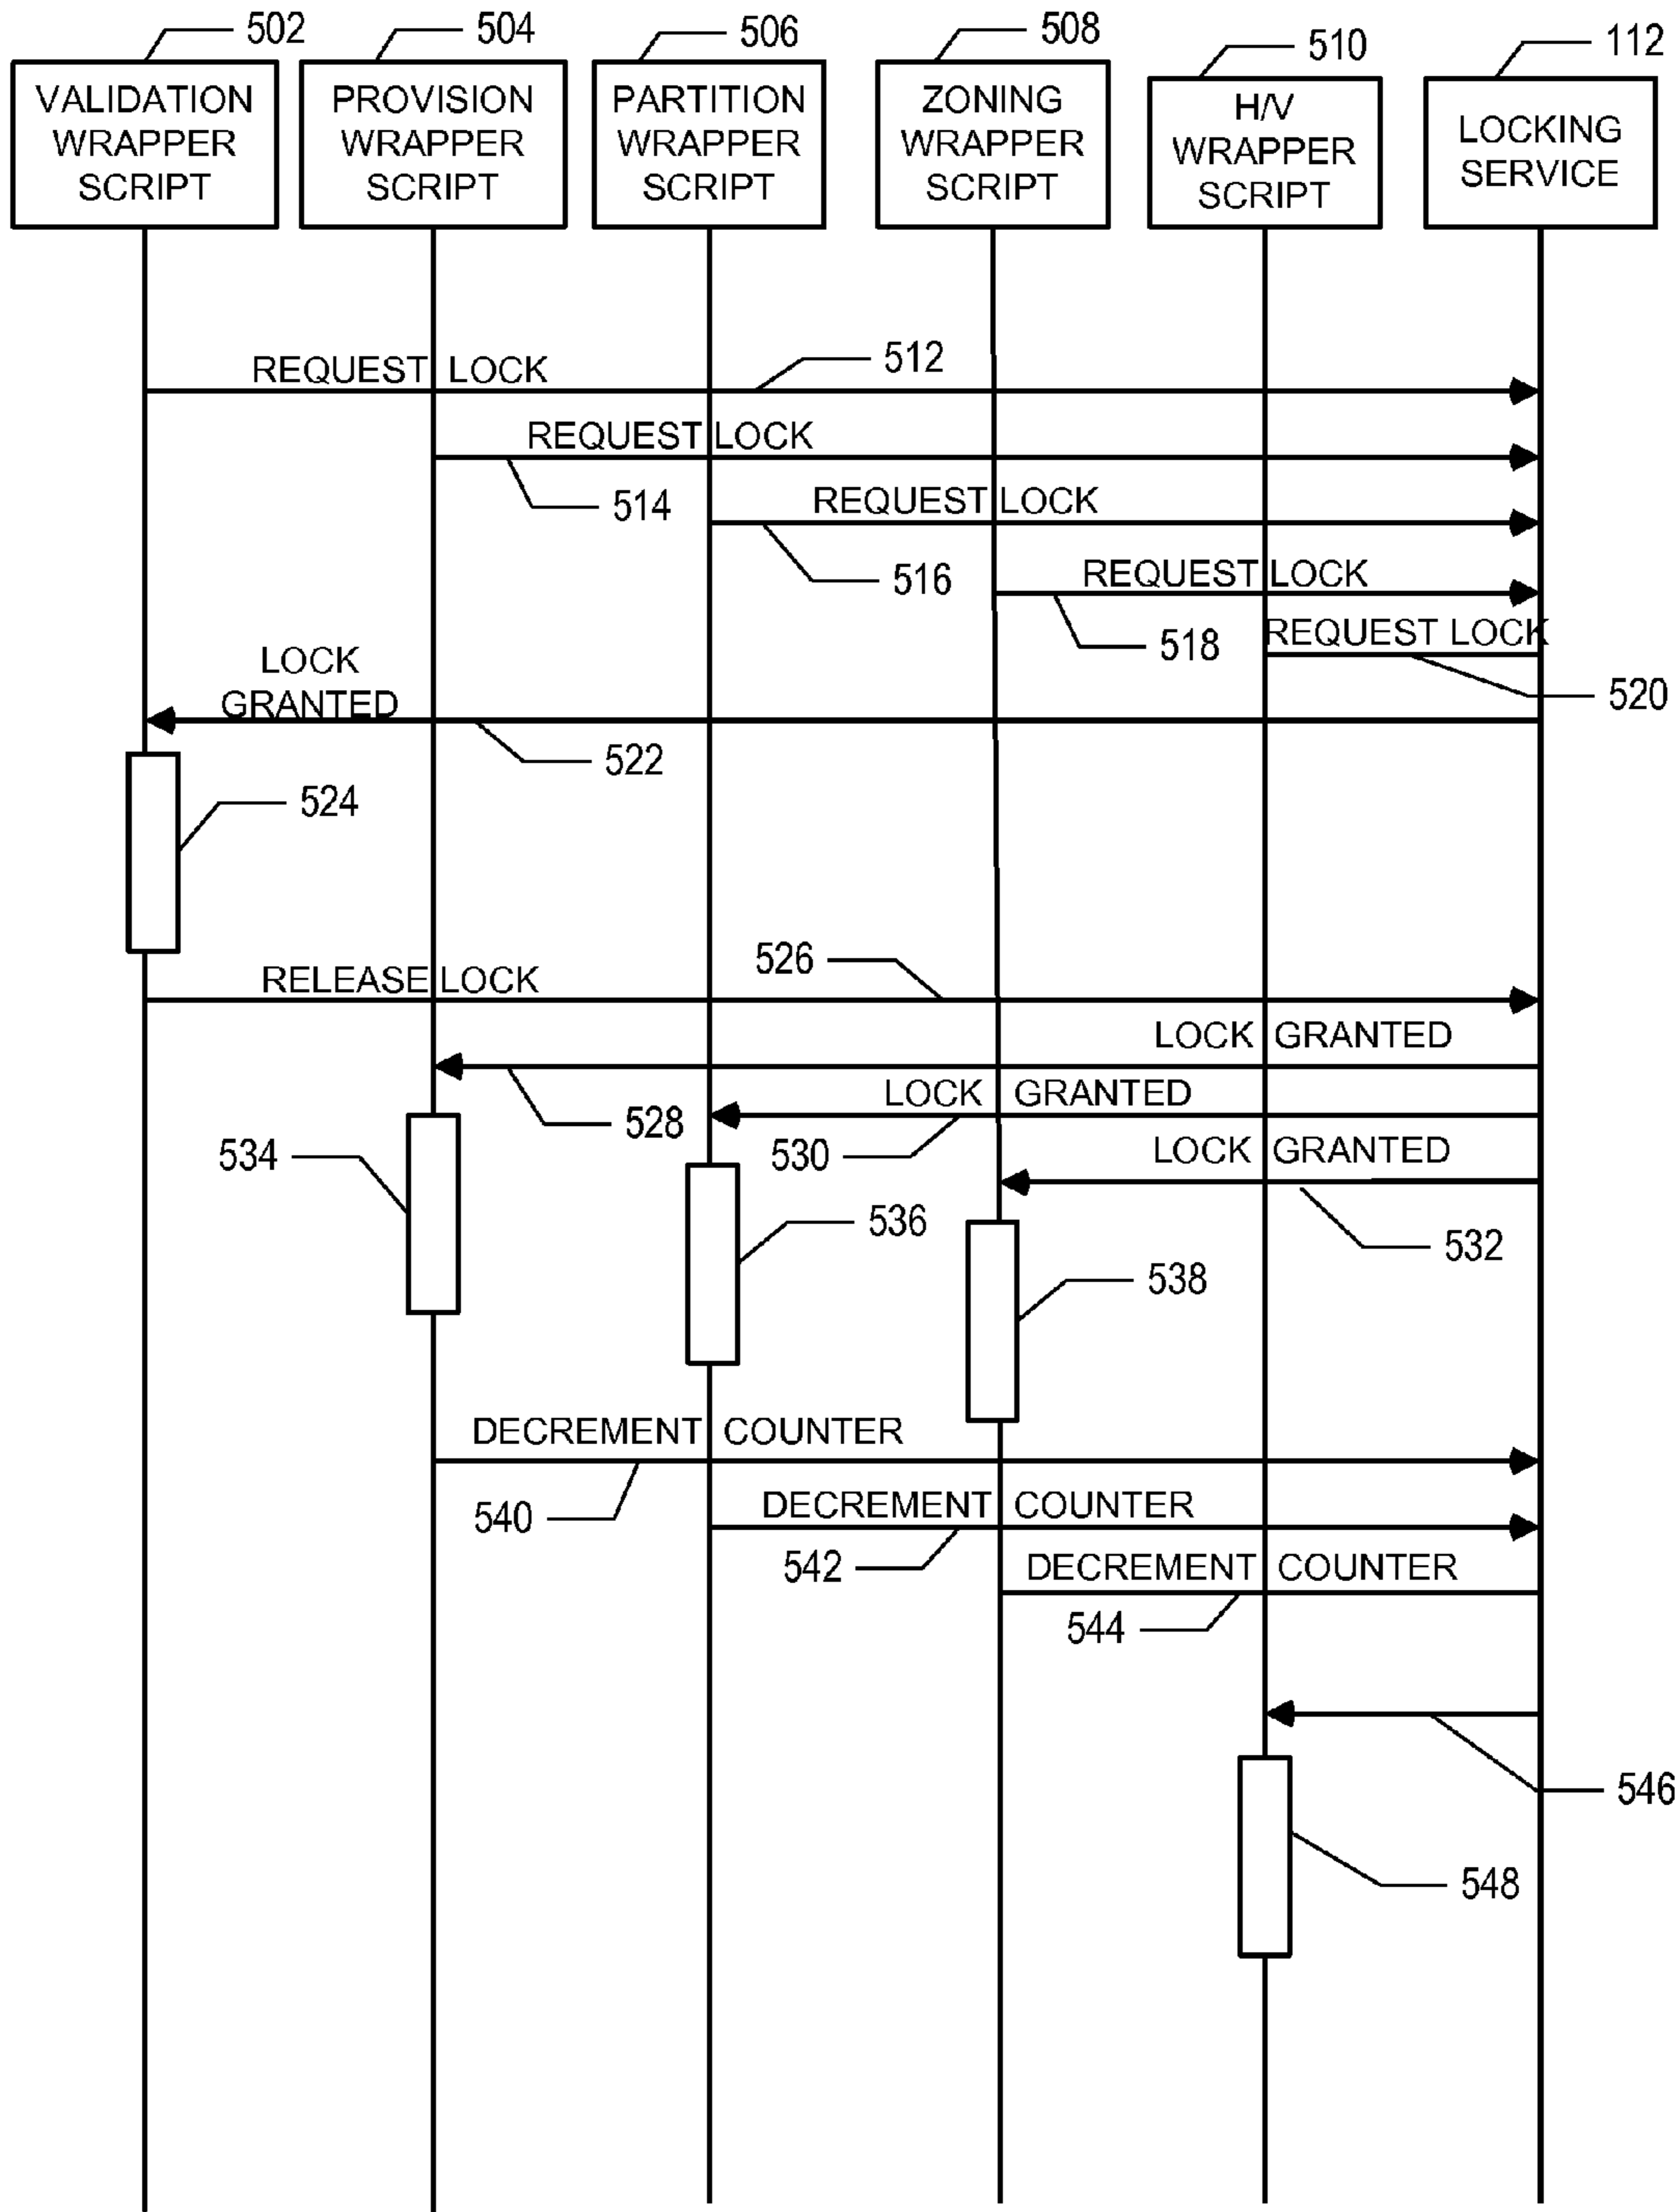 502
504
506
508
510
112
VALIDATION
WRAPPER
SCRIPT
PROVISION
WRAPPER
SCRIPT
PARTITION
WRAPPER
SCRIPT
ZONING
WRAPPER
SCRIPT
H/V
WRAPPER
SCRIPT
LOCKING
SERVICE
REQUEST LOCK
512
REQUEST LOCK
514
REQUEST LOCK
516
REQUEST LOCK
518
REQUEST LOCK
520
LOCK
GRANTED
522
524
RELEASE LOCK
526
LOCK GRANTED
528
LOCK GRANTED
530
LOCK GRANTED
532
534
536
538
DECREMENT COUNTER
540
DECREMENT COUNTER
542
DECREMENT COUNTER
544
546
548